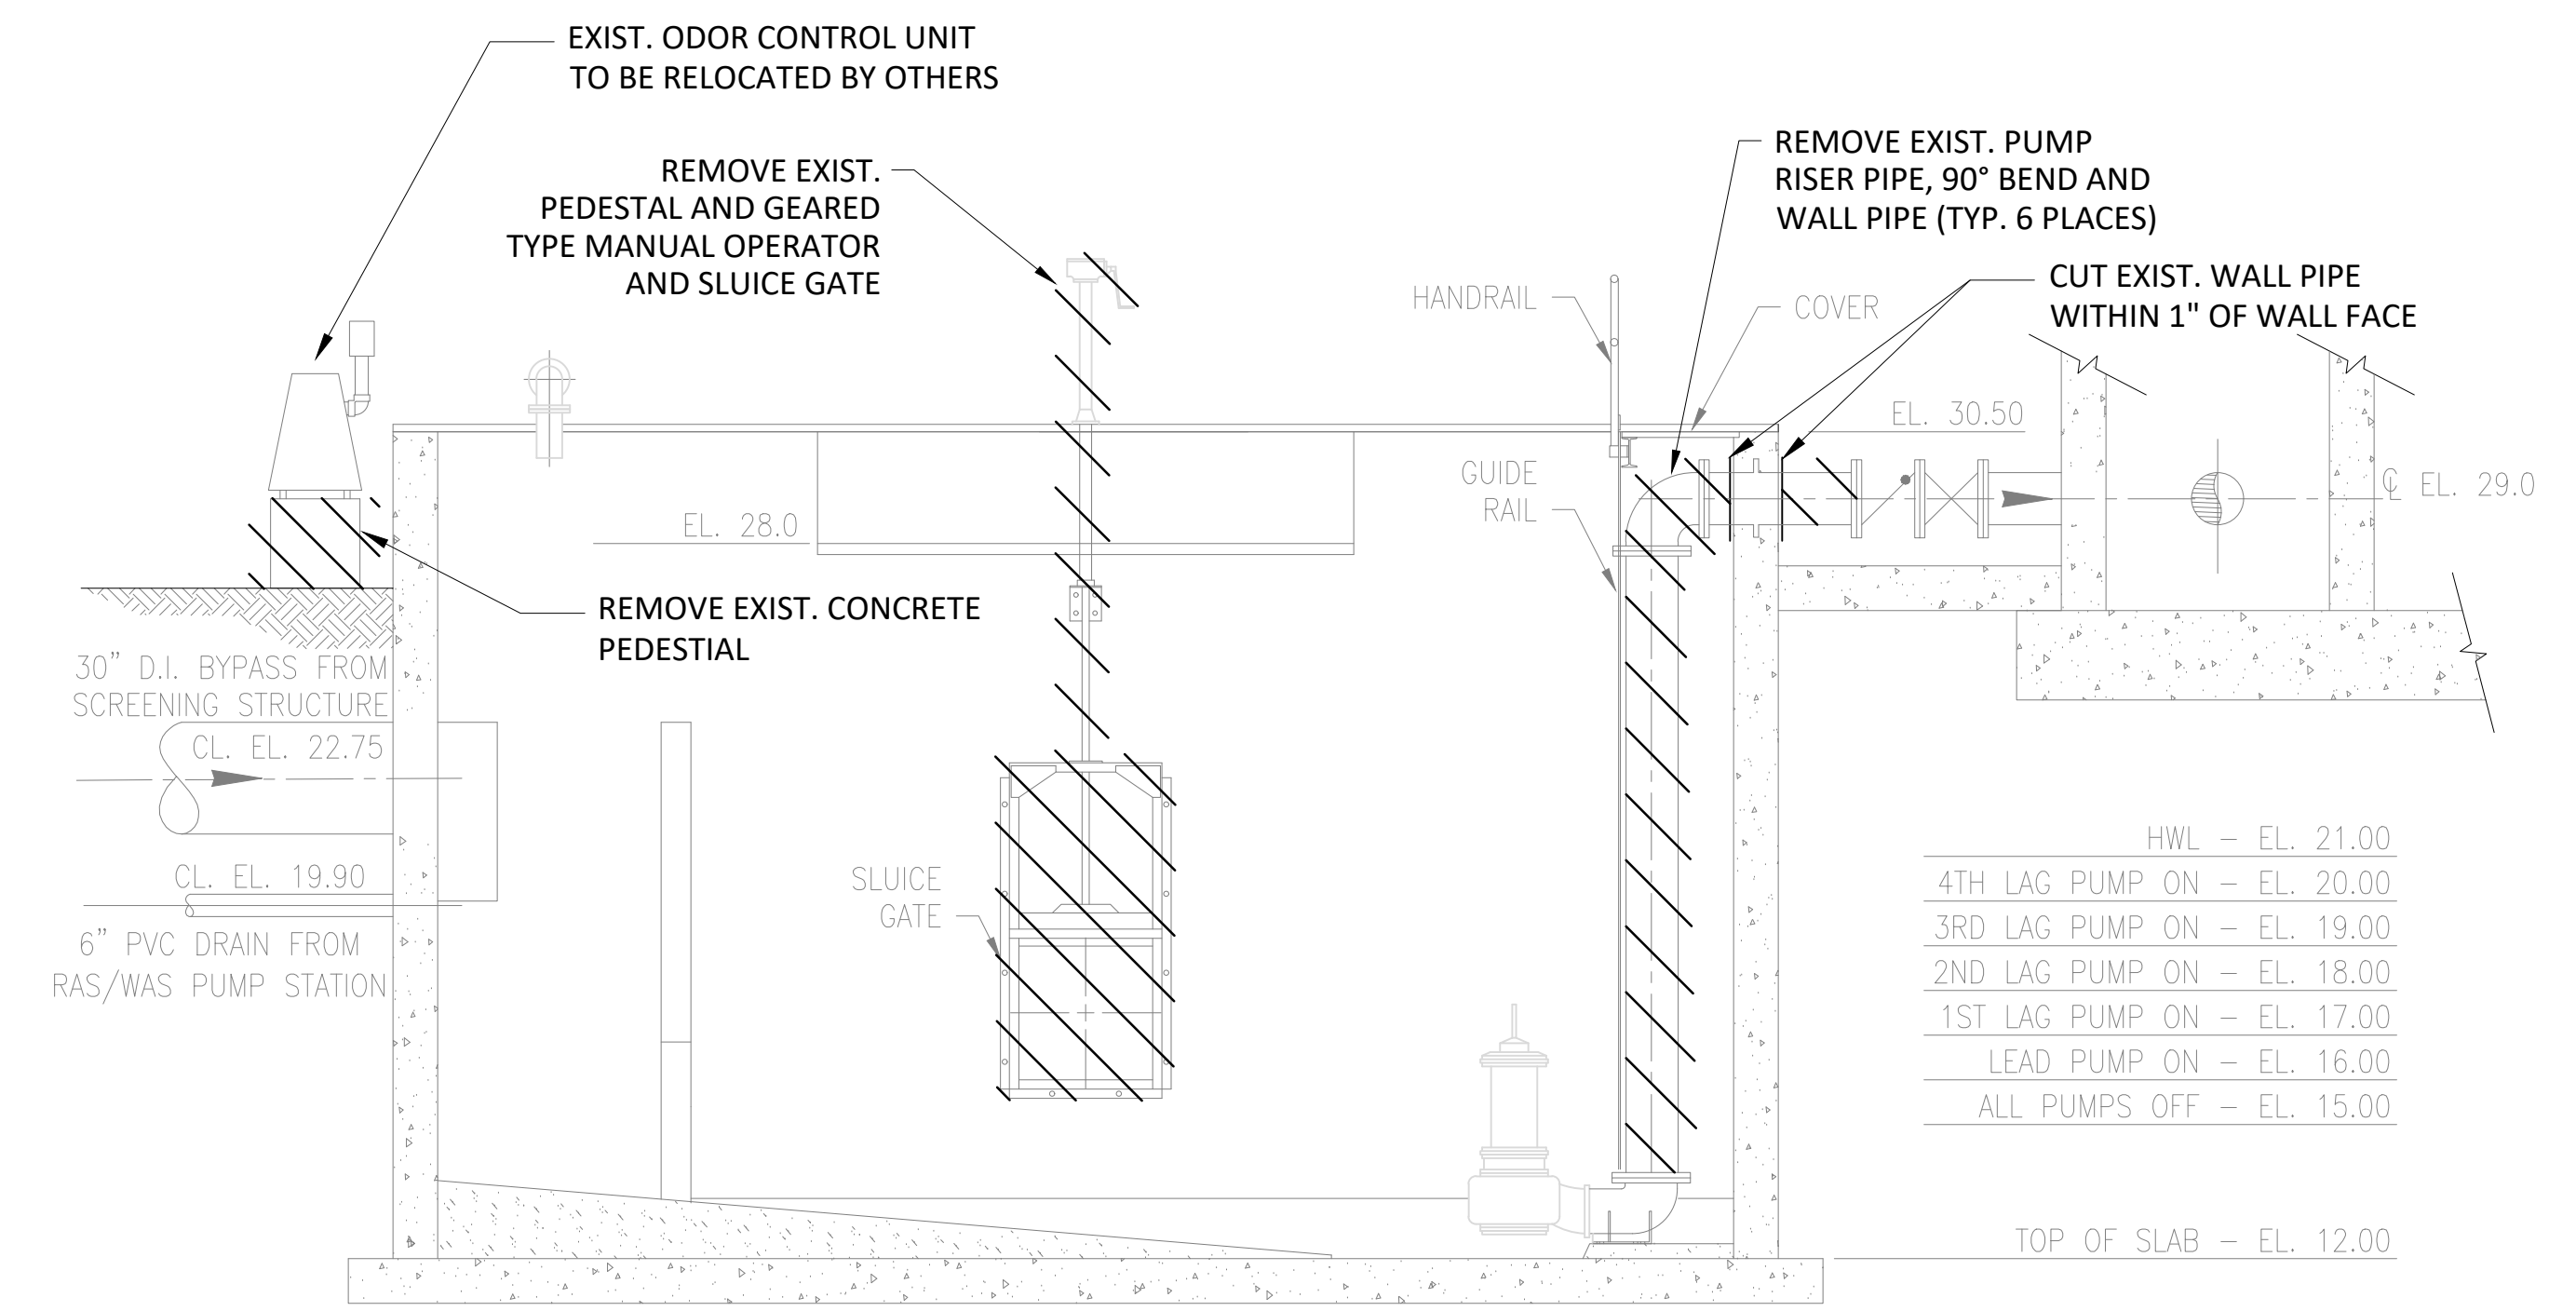 EXIST. ODOR CONTROL UNIT
TO BE RELOCATED BY OTHERS
REMOVE EXIST.
PEDESTAL AND GEARED
TYPE MANUAL OPERATOR
AND SLUICE GATE
REMOVE EXIST. PUMP
RISER PIPE, 90° BEND AND
WALL PIPE (TYP. 6 PLACES)
CUT EXIST. WALL PIPE
WITHIN 1" OF WALL FACE
HANDRAIL
COVER
EL. 30.50
GUIDE
RAIL
℄ EL. 29.0
EL. 28.0
REMOVE EXIST. CONCRETE
PEDESTIAL
30" D.I. BYPASS FROM
SCREENING STRUCTURE
CL. EL. 22.75
CL. EL. 19.90
6" PVC DRAIN FROM
RAS/WAS PUMP STATION
SLUICE
GATE
HWL – EL. 21.00
4TH LAG PUMP ON – EL. 20.00
3RD LAG PUMP ON – EL. 19.00
2ND LAG PUMP ON – EL. 18.00
1ST LAG PUMP ON – EL. 17.00
LEAD PUMP ON – EL. 16.00
ALL PUMPS OFF – EL. 15.00
TOP OF SLAB – EL. 12.00